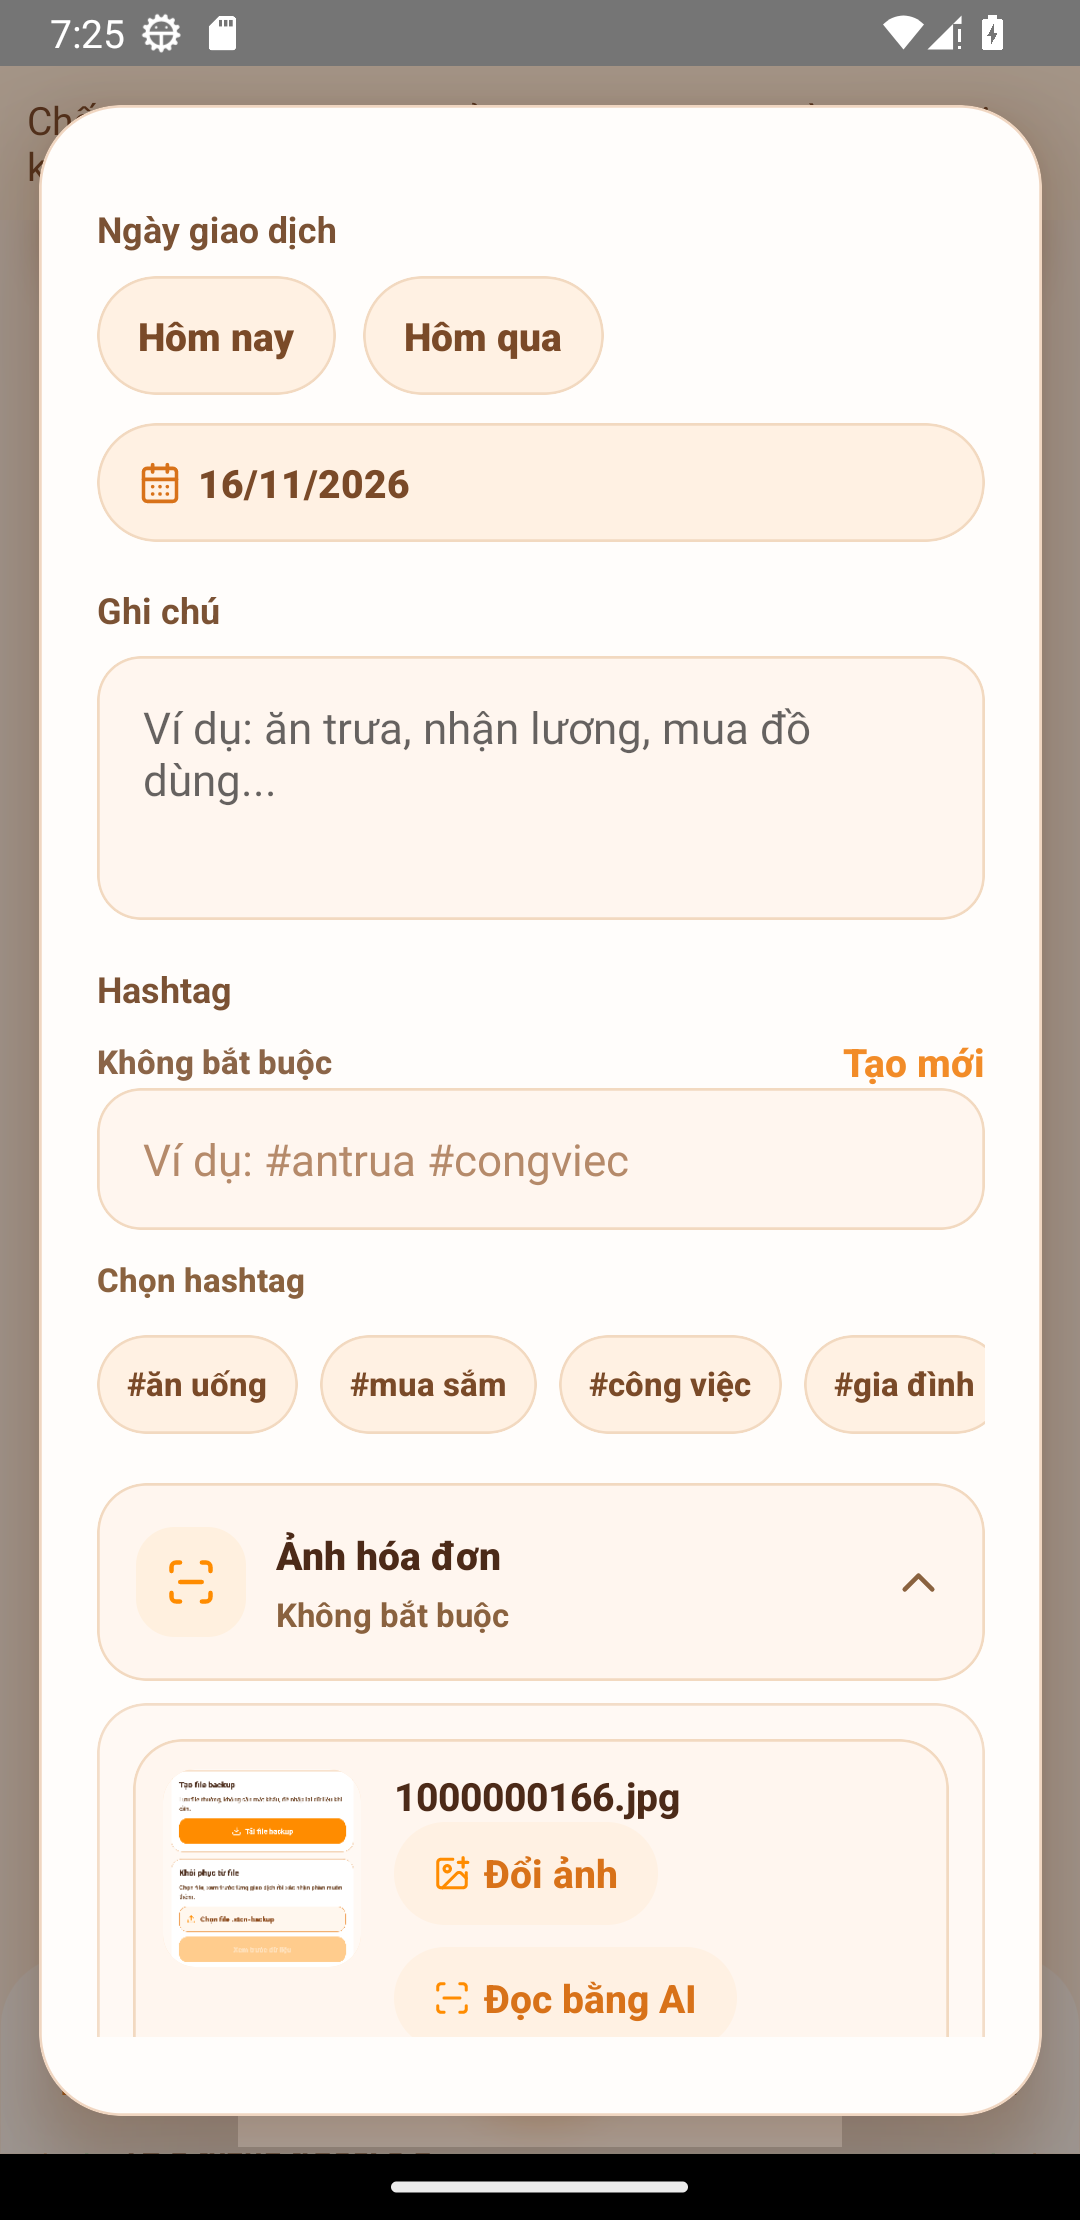 7:25
Ngày giao dịch
Hôm nay
Hôm qua
16/11/2026
Ghi chú
Ví dụ: ăn trưa, nhận lương, mua đồ
dùng...
Hashtag
Không bắt buộc
Tạo mới
Ví dụ: #antrua #congviec
Chọn hashtag
#ăn uống
#mua sắm
#công việc
#gia đình
Ảnh hóa đơn
Không bắt buộc
1000000166.jpg
Tạo file backup
Tải file backup
Khôi phục từ file
Chọn file
Đổi ảnh
Đọc bằng AI